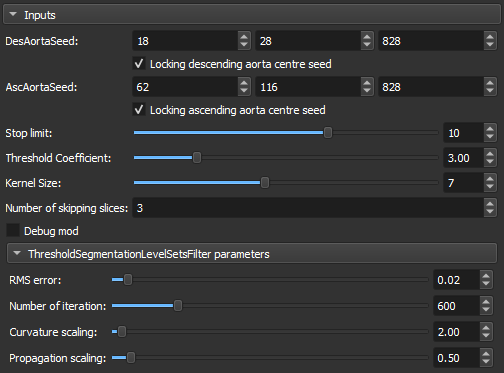 Inputs
DesAortaSeed: 18 28 828
Locking descending aorta centre seed
AscAortaSeed: 62 116 828
Locking ascending aorta centre seed
Stop limit: 10
Threshold Coefficient: 3.00
Kernel Size: 7
Number of skipping slices: 3
Debug mod
ThresholdSegmentationLevelSetsFilter parameters
RMS error: 0.02
Number of iteration: 600
Curvature scaling: 2.00
Propagation scaling: 0.50